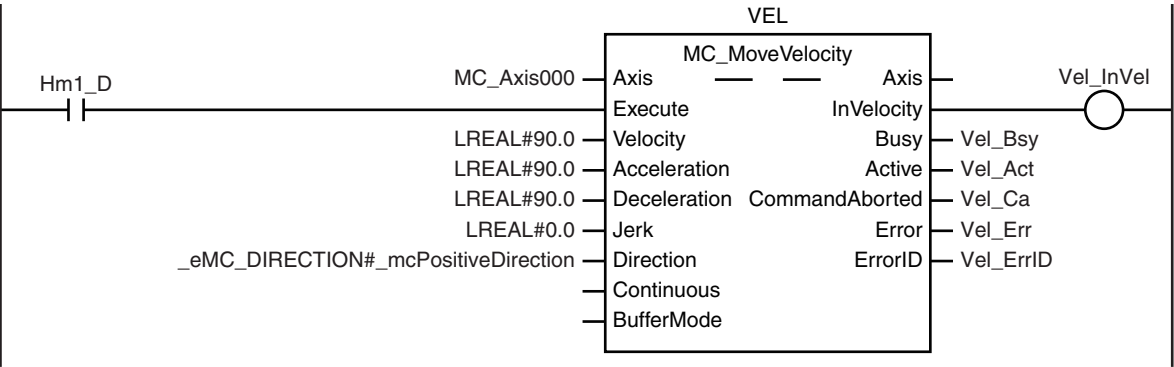 VEL
MC_MoveVelocity
Hm1_D
MC_Axis000 Axis Axis Vel_InVel
Execute InVelocity
LREAL#90.0 Velocity Busy Vel_Bsy
LREAL#90.0 Acceleration Active Vel_Act
LREAL#90.0 Deceleration CommandAborted Vel_Ca
LREAL#0.0 Jerk Error Vel_Err
_eMC_DIRECTION#_mcPositiveDirection Direction ErrorID Vel_ErrID
Continuous
BufferMode